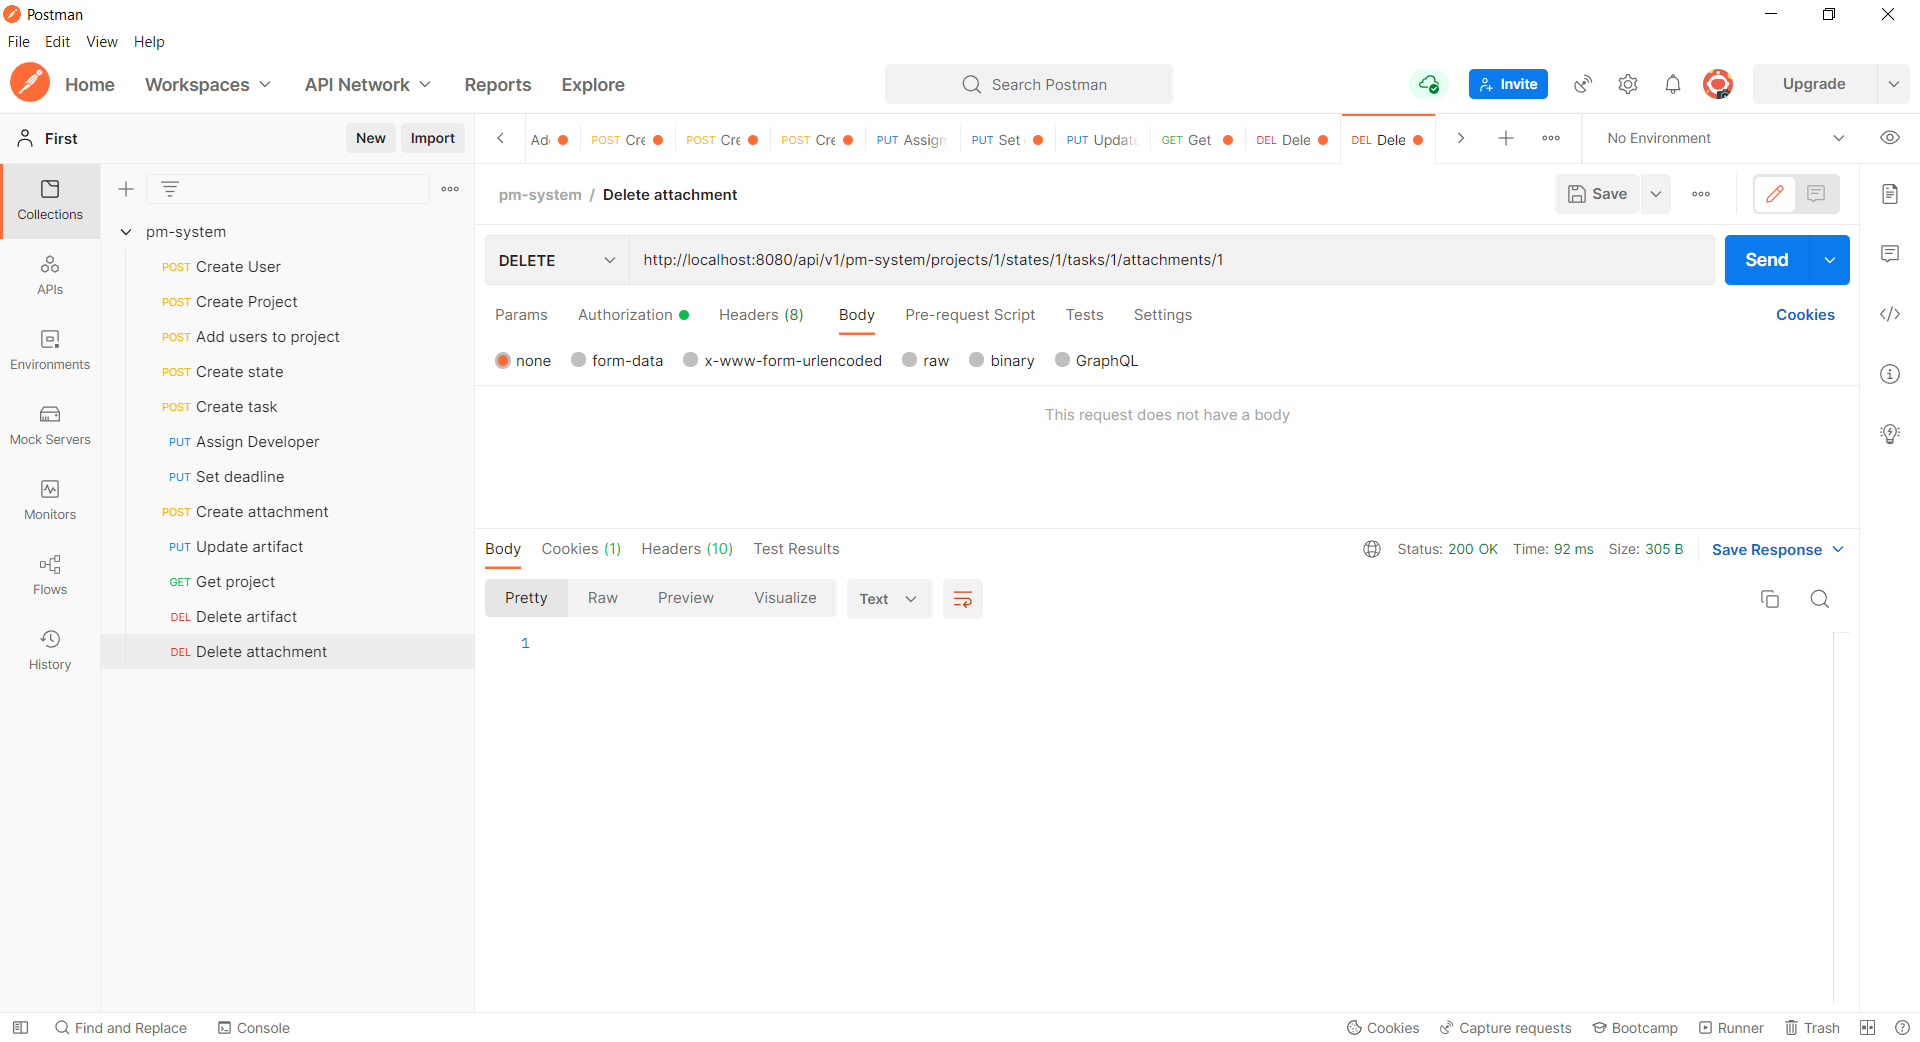 Postman
File Edit View Help
Home Workspaces API Network Reports Explore Search Postman Invite Upgrade
First New Import
POST Cre POST Cre POST Cre PUT Assign PUT Set PUT Update GET Get DEL Dele DEL Dele No Environment
Collections
APIs
Environments
Mock Servers
Monitors
Flows
History
pm-system
POST Create User
POST Create Project
POST Add users to project
POST Create state
POST Create task
PUT Assign Developer
PUT Set deadline
POST Create attachment
PUT Update artifact
GET Get project
DEL Delete artifact
DEL Delete attachment
pm-system / Delete attachment Save
DELETE http://localhost:8080/api/v1/pm-system/projects/1/states/1/tasks/1/attachments/1 Send
Params Authorization Headers (8) Body Pre-request Script Tests Settings Cookies
none form-data x-www-form-urlencoded raw binary GraphQL
This request does not have a body
Body Cookies (1) Headers (10) Test Results Status: 200 OK Time: 92 ms Size: 305 B Save Response
Pretty Raw Preview Visualize Text
1
Find and Replace Console Cookies Capture requests Bootcamp Runner Trash